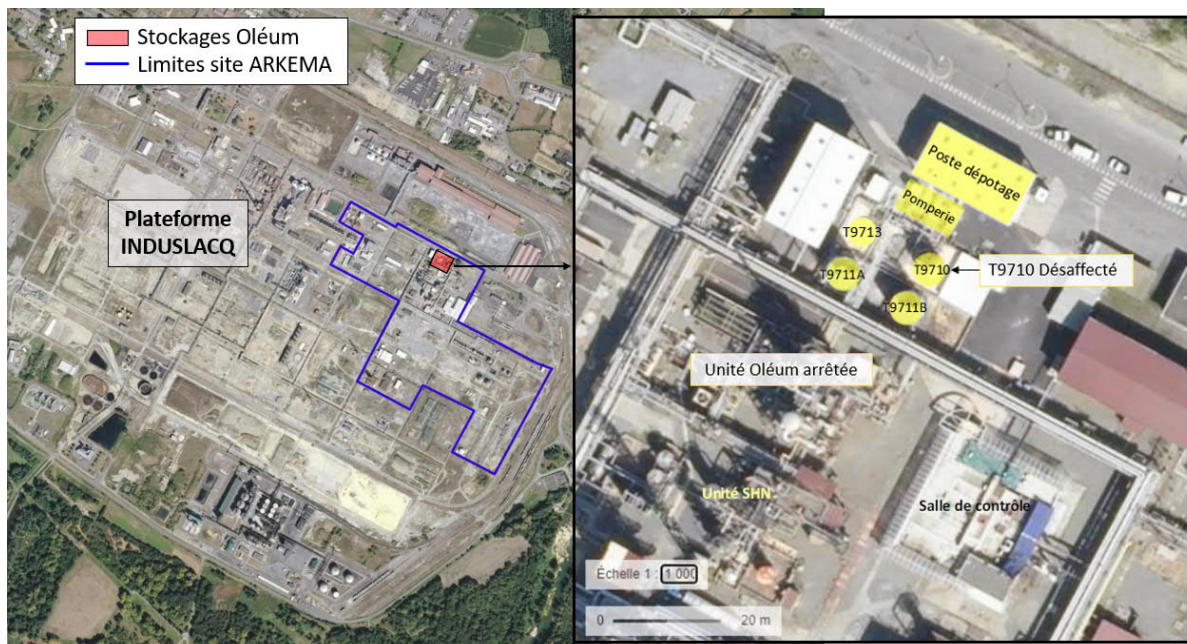 Stockages Oléum
Limites site ARKEMA
Plateforme
INDUSLACQ
Poste dépotage
Pomperie
T9713
T9711A
T9710
T9710 Désaffecté
T9711B
Unité Oléum arrêtée
Unité SHN
Salle de contrôle
Échelle 1 : 1 000
0 20 m